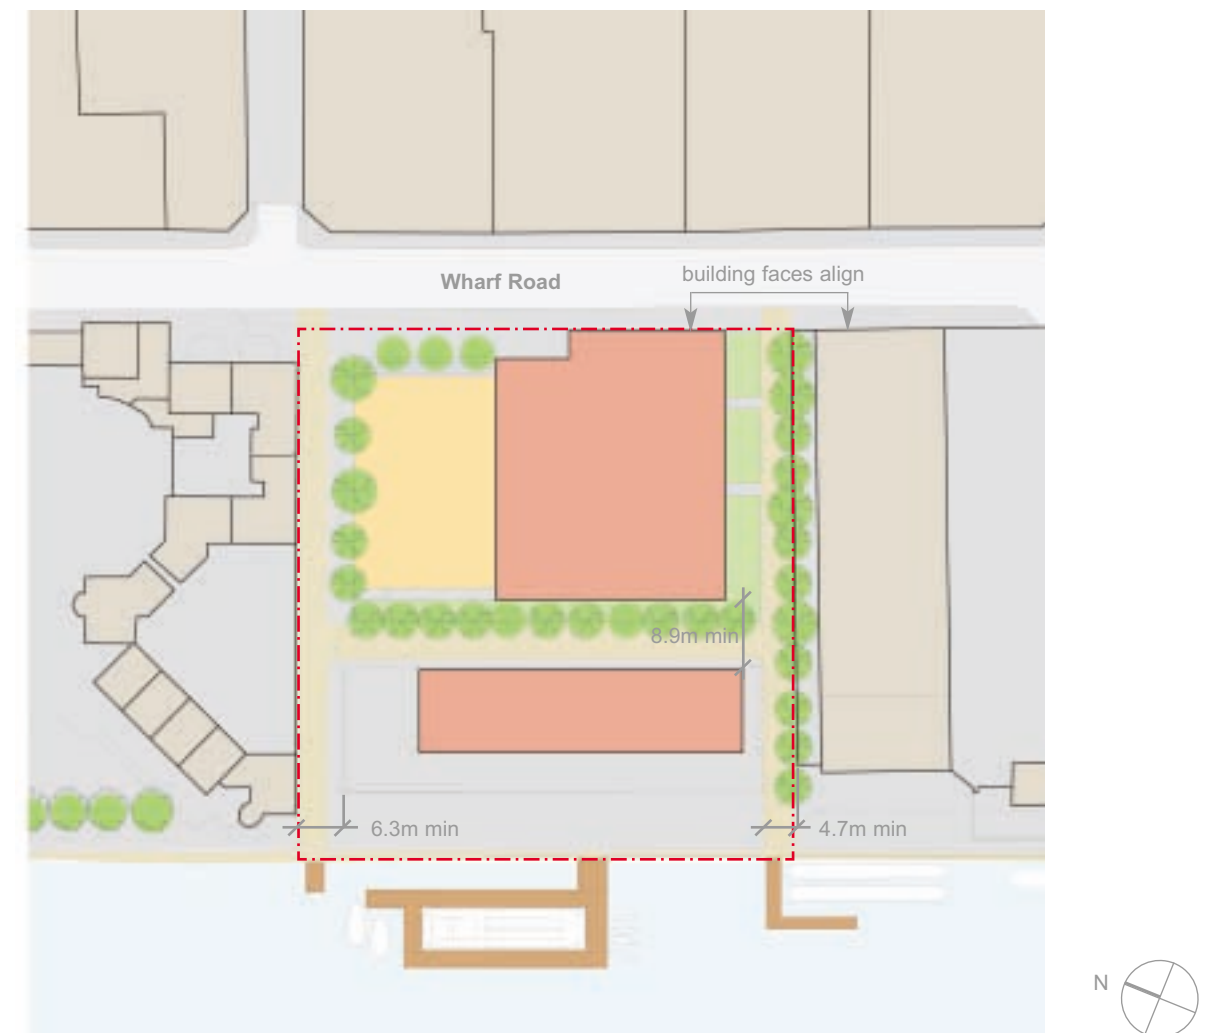 building faces align
Wharf Road
8.9m min
6.3m min
4.7m min
N